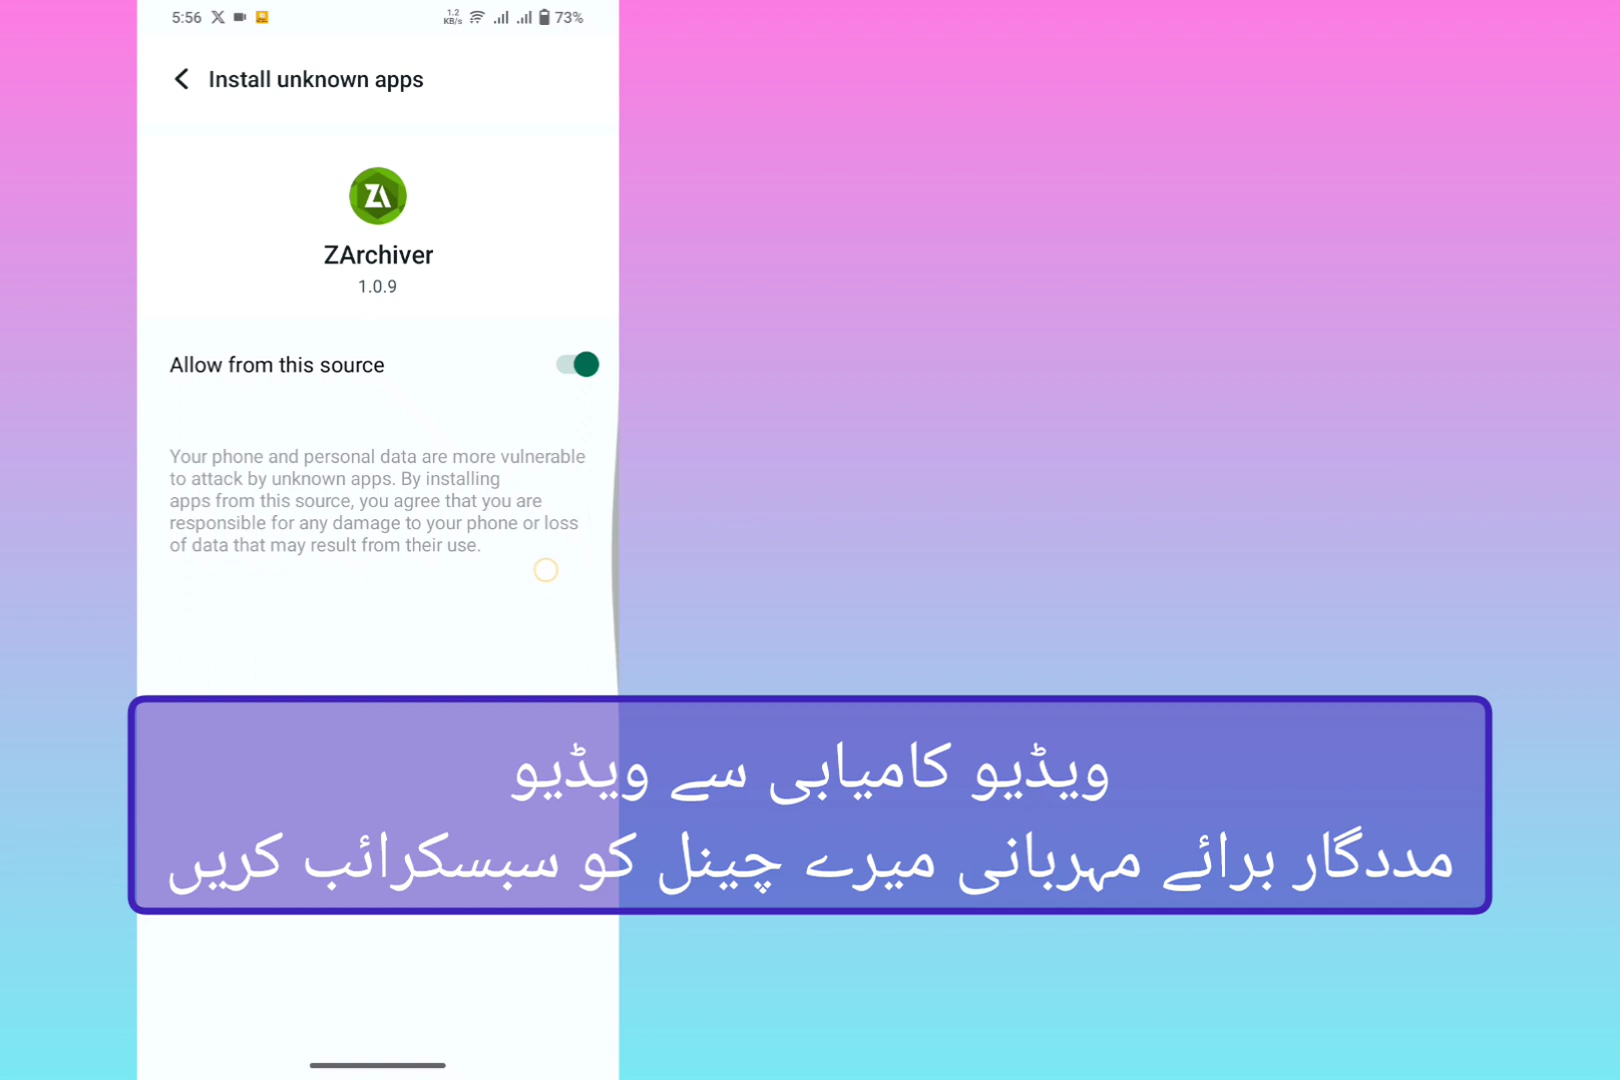 5:56
1.2 KB/s
73%
Install unknown apps
ZA
ZArchiver
1.0.9
Allow from this source
Your phone and personal data are more vulnerable
to attack by unknown apps. By installing
apps from this source, you agree that you are
responsible for any damage to your phone or loss
of data that may result from their use.
ویڈیو کامیابی سے ویڈیو
مددگار برائے مہربانی میرے چینل کو سبسکرائب کریں